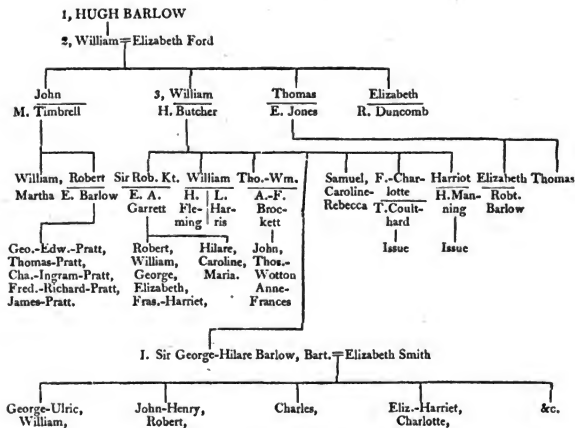 1, HUGH BARLOW
2, William=Elizabeth Ford
John 3, William Thomas Elizabeth
M. Timbrell H. Butcher E. Jones R. Duncomb
William, Robert Sir Rob. Kt. William Tho.-Wm. Samuel, F.-Char- Harriot Elizabeth Thomas
Martha E. Barlow E. A. H. L. A.-F. Caroline- lotte H. Man- Robt.
Garrett Fle- Har- Broc- Rebecca T. Coult- ning Barlow
ming ris kett hard
Geo.-Edw.-Pratt, Robert, Hilare, John, Issue Issue
Thomas-Pratt, William, Caroline, Thos.-
Cha.-Ingram-Pratt, George, Maria. Wotton
Fred.-Richard-Pratt, Elizabeth, Anne-
James-Pratt. Fras.-Harriet, Frances
I. Sir George-Hilare Barlow, Bart.=Elizabeth Smith
George-Ulric, John-Henry, Charles, Eliz.-Harriet, &c.
William, Robert, Charlotte,